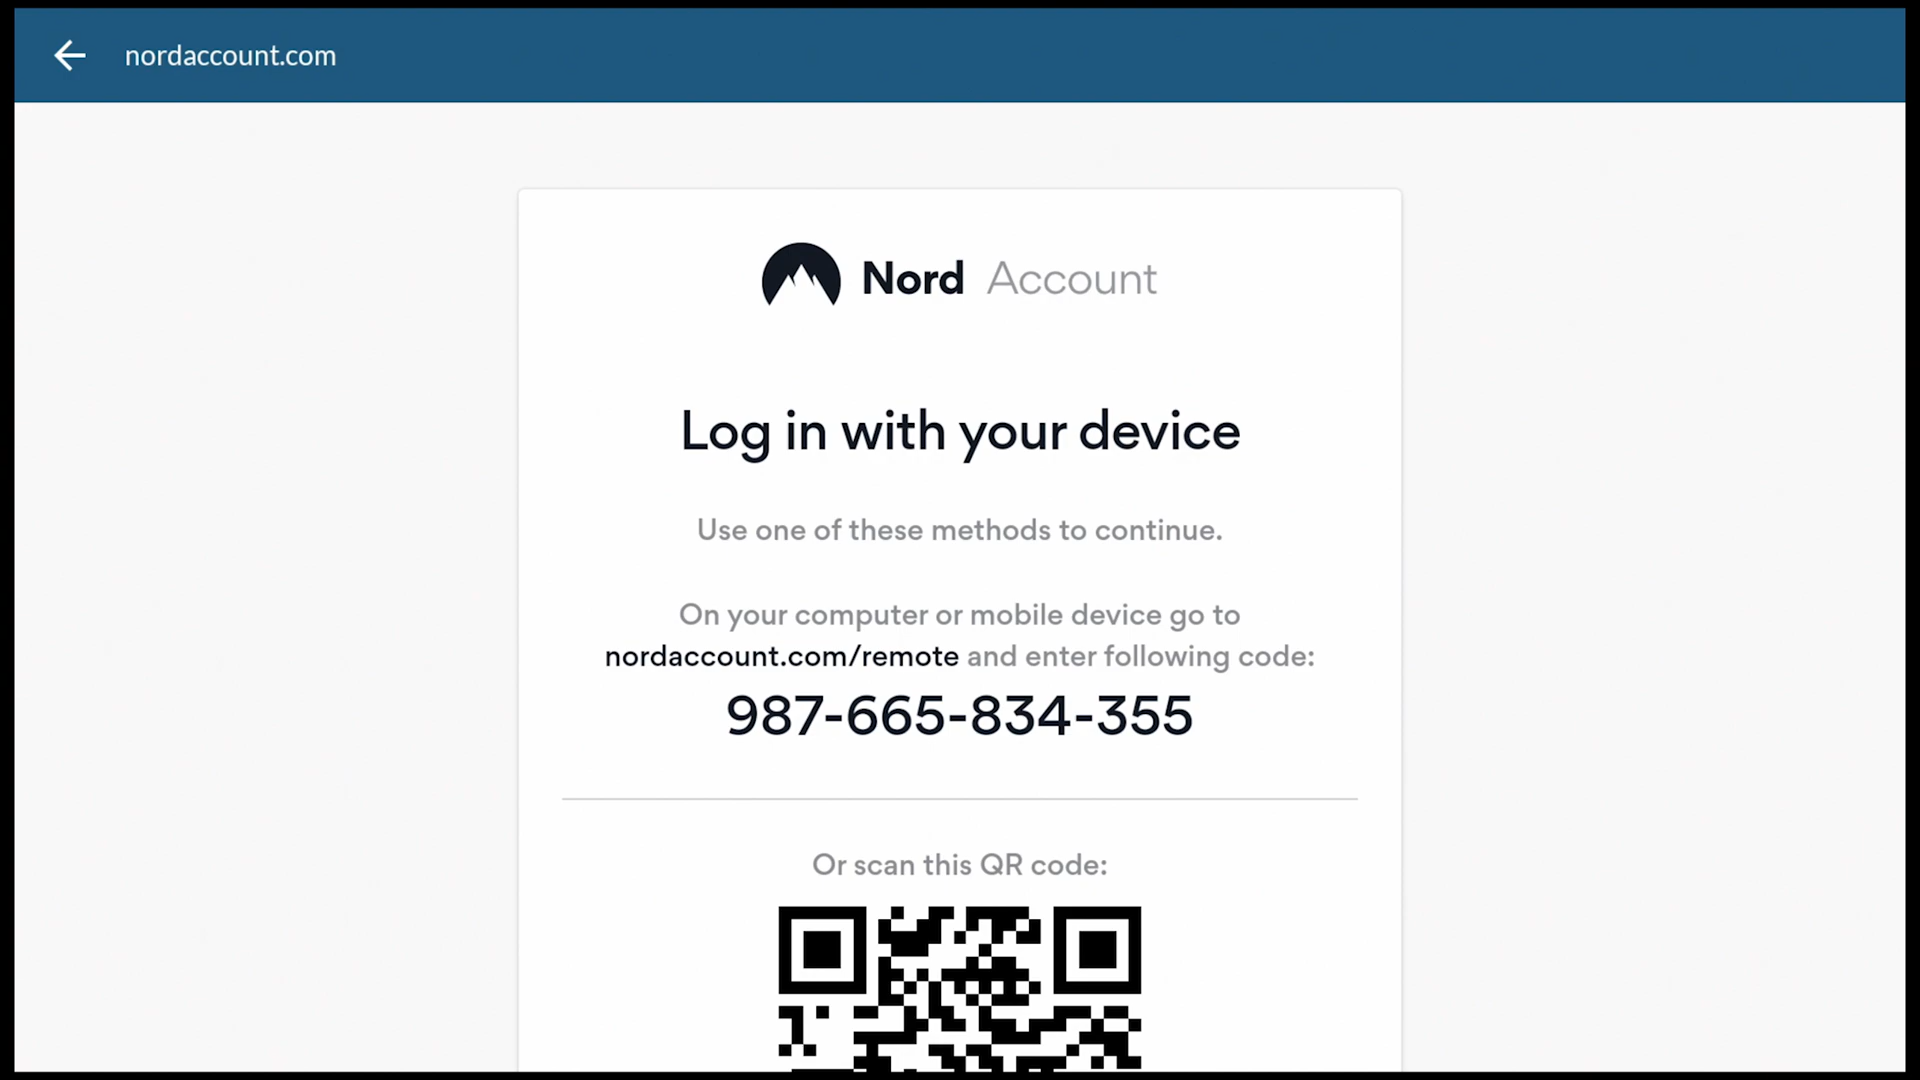 nordaccount.com
Nord Account
Log in with your device
Use one of these methods to continue.
On your computer or mobile device go to
nordaccount.com/remote and enter following code:
987-665-834-355
Or scan this QR code: